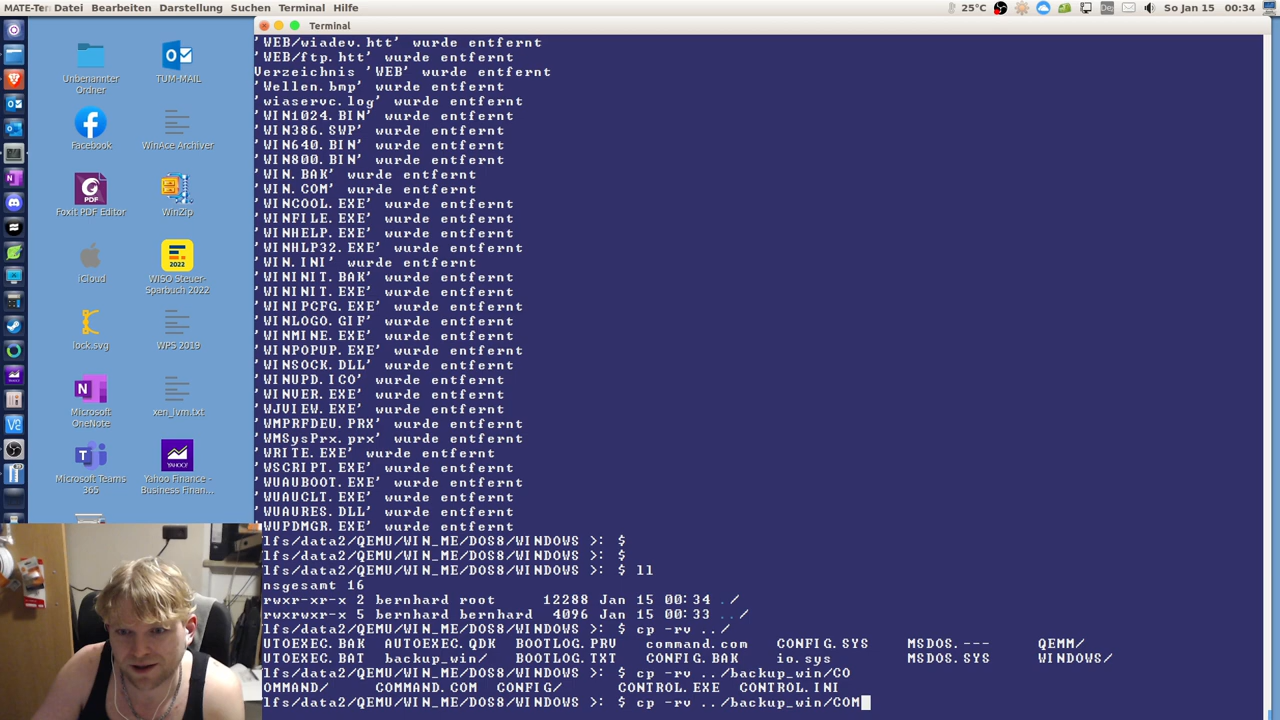 MATE-Ter Datei Bearbeiten Darstellung Suchen Terminal Hilfe
25°C De So Jan 15 00:34
Terminal
Unbenannter
Ordner
TUM-MAIL
Facebook
WinAce Archiver
PDF
Foxit PDF Editor
WinZip
iCloud
2022
WISO Steuer-
Sparbuch 2022
lock.svg
WPS 2019
Microsoft
OneNote
xen_lvm.txt
Microsoft Teams
365
YAHOO!
Yahoo Finance -
Business Finan...
'WEB/wiadev.htt' wurde entfernt
'WEB/ftp.htt' wurde entfernt
Verzeichnis 'WEB' wurde entfernt
'Wellen.bmp' wurde entfernt
'wiaservc.log' wurde entfernt
'WIN1024.BIN' wurde entfernt
'WIN386.SWP' wurde entfernt
'WIN640.BIN' wurde entfernt
'WIN800.BIN' wurde entfernt
'WIN.BAK' wurde entfernt
'WIN.COM' wurde entfernt
'WINCOOL.EXE' wurde entfernt
'WINFILE.EXE' wurde entfernt
'WINHELP.EXE' wurde entfernt
'WINHLP32.EXE' wurde entfernt
'WIN.INI' wurde entfernt
'WININIT.BAK' wurde entfernt
'WININIT.EXE' wurde entfernt
'WINIPCFG.EXE' wurde entfernt
'WINLOGO.GIF' wurde entfernt
'WINMINE.EXE' wurde entfernt
'WINPOPUP.EXE' wurde entfernt
'WINSOCK.DLL' wurde entfernt
'WINUPD.ICO' wurde entfernt
'WINVER.EXE' wurde entfernt
'WJVIEW.EXE' wurde entfernt
'WMPRFDEU.PRX' wurde entfernt
'WMSysPrx.prx' wurde entfernt
'WRITE.EXE' wurde entfernt
'WSCRIPT.EXE' wurde entfernt
'WUAUBOOT.EXE' wurde entfernt
'WUAUCLT.EXE' wurde entfernt
'WUAURES.DLL' wurde entfernt
'WUPDMGR.EXE' wurde entfernt
lfs/data2/QEMU/WIN_ME/DOS8/WINDOWS >: $
lfs/data2/QEMU/WIN_ME/DOS8/WINDOWS >: $
lfs/data2/QEMU/WIN_ME/DOS8/WINDOWS >: $ ll
nsgesamt 16
rwxr-xr-x 2 bernhard root 12288 Jan 15 00:34 ./
rwxrwxr-x 5 bernhard bernhard 4096 Jan 15 00:33 ../
lfs/data2/QEMU/WIN_ME/DOS8/WINDOWS >: $ cp -rv ../
UTOEXEC.BAK AUTOEXEC.QDK BOOTLOG.PRV command.com CONFIG.SYS MSDOS.--- QEMM/
UTOEXEC.BAT backup_win/ BOOTLOG.TXT CONFIG.BAK io.sys MSDOS.SYS WINDOWS/
lfs/data2/QEMU/WIN_ME/DOS8/WINDOWS >: $ cp -rv ../backup_win/CO
OMMAND/ COMMAND.COM CONFIG/ CONTROL.EXE CONTROL.INI
lfs/data2/QEMU/WIN_ME/DOS8/WINDOWS >: $ cp -rv ../backup_win/COM